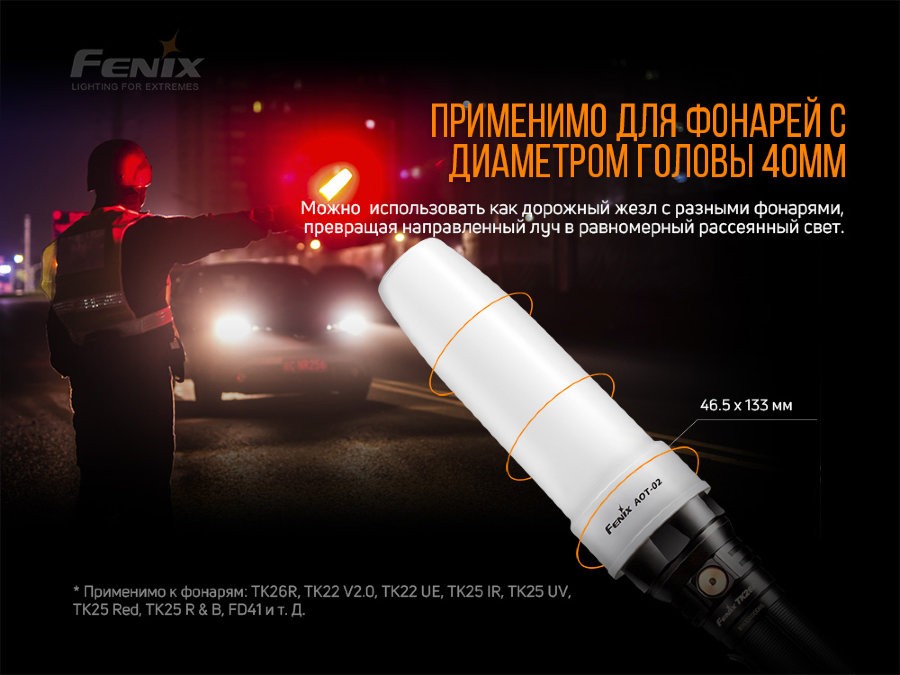 FENIX
LIGHTING FOR EXTREMES
ПРИМЕНИМО ДЛЯ ФОНАРЕЙ С
ДИАМЕТРОМ ГОЛОВЫ 40ММ
Можно использовать как дорожный жезл с разными фонарями,
превращая направленный луч в равномерный рассеянный свет.
46.5 x 133 мм
FENIX AOT-02
* Применимо к фонарям: TK26R, TK22 V2.0, TK22 UE, TK25 IR, TK25 UV,
TK25 Red, TK25 R & B, FD41 и т. Д.
Fenix